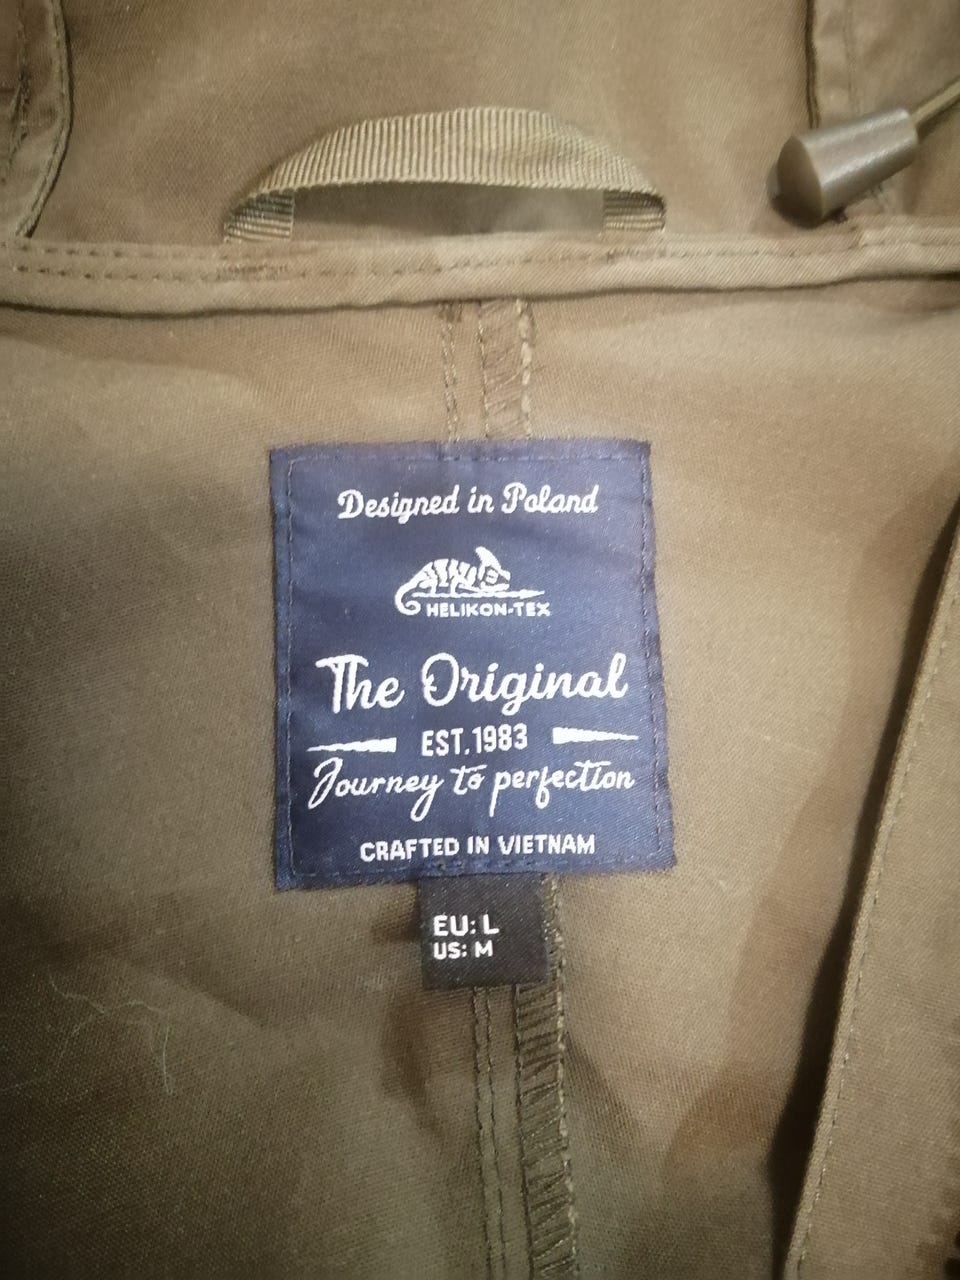 Designed in Poland
HELIKON-TEX
The Original
EST.1983
Journey to perfection
CRAFTED IN VIETNAM
EU: L
US: M